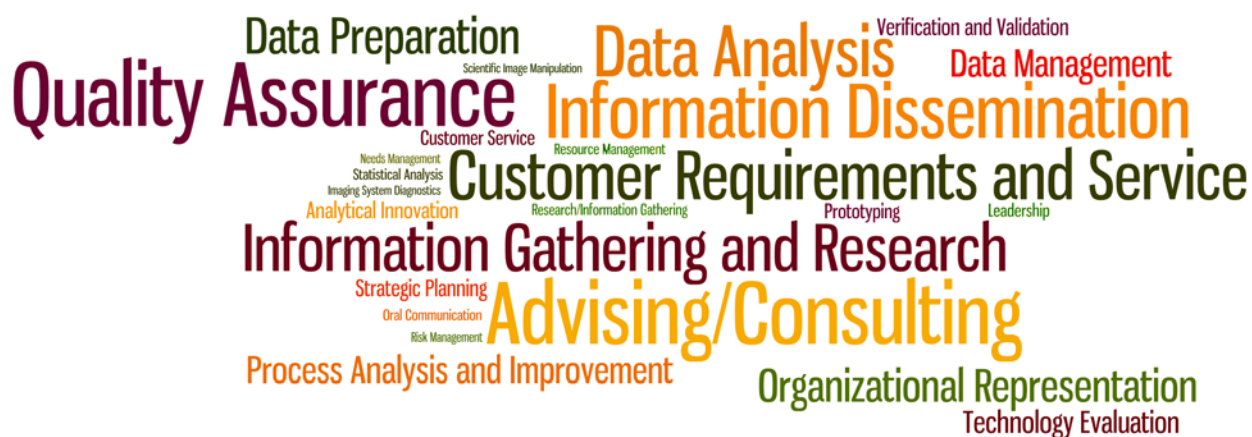 Data Preparation
Data Analysis
Verification and Validation
Scientific Image Manipulation
Data Management
Quality Assurance
Information Dissemination
Customer Service
Resource Management
Needs Management
Customer Requirements and Service
Statistical Analysis
Imaging System Diagnostics
Analytical Innovation
Research/Information Gathering
Prototyping
Leadership
Information Gathering and Research
Strategic Planning
Advising/Consulting
Oral Communication
Risk Management
Process Analysis and Improvement
Organizational Representation
Technology Evaluation